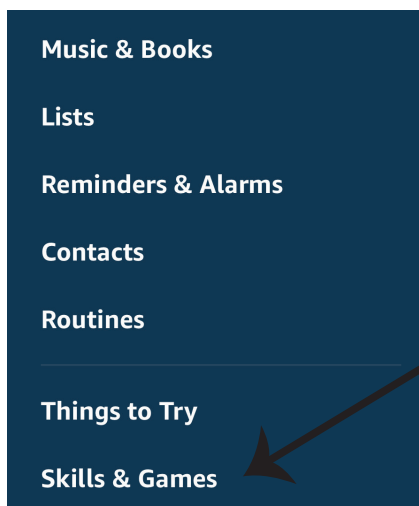 Music & Books
Lists
Reminders & Alarms
Contacts
Routines
Things to Try
Skills & Games